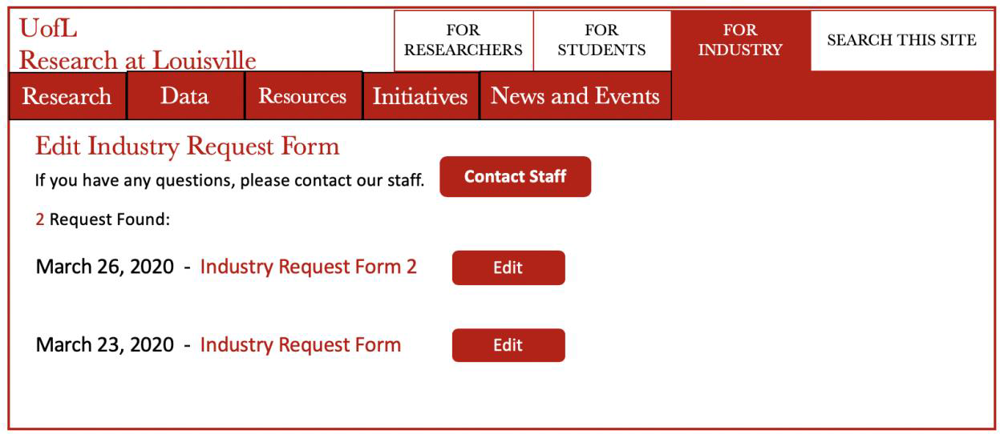 UofL
Research at Louisville
FOR
RESEARCHERS
FOR
STUDENTS
FOR
INDUSTRY
SEARCH THIS SITE
Research
Data
Resources
Initiatives
News and Events
Edit Industry Request Form
If you have any questions, please contact our staff.
Contact Staff
2 Request Found:
March 26, 2020 - Industry Request Form 2
Edit
March 23, 2020 - Industry Request Form
Edit